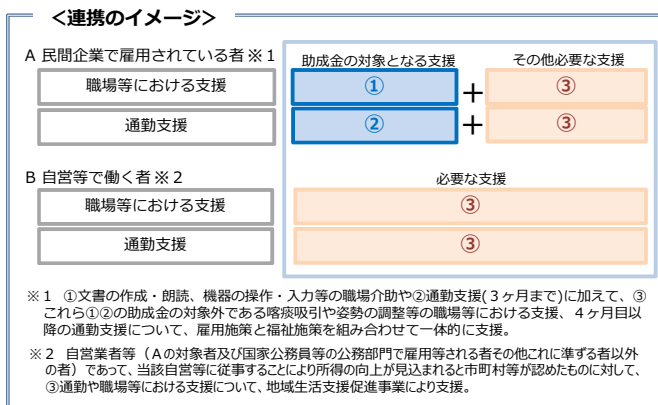 ＜連携のイメージ＞
A 民間企業で雇用されている者 ※１
助成金の対象となる支援
その他必要な支援
職場等における支援
①
＋
③
通勤支援
②
＋
③
B 自営等で働く者 ※２
必要な支援
職場等における支援
③
通勤支援
③
※１ ①文書の作成・朗読、機器の操作・入力等の職場介助や②通勤支援(３ヶ月まで)に加えて、③
これら①②の助成金の対象外である喀痰吸引や姿勢の調整等の職場等における支援、４ヶ月目以
降の通勤支援について、雇用施策と福祉施策を組み合わせて一体的に支援。
※２ 自営業者等（Ａの対象者及び国家公務員等の公務部門で雇用等される者その他これに準ずる者以外
の者）であって、当該自営等に従事することにより所得の向上が見込まれると市町村等が認めたものに対して、
③通勤や職場等における支援について、地域生活支援促進事業により支援。